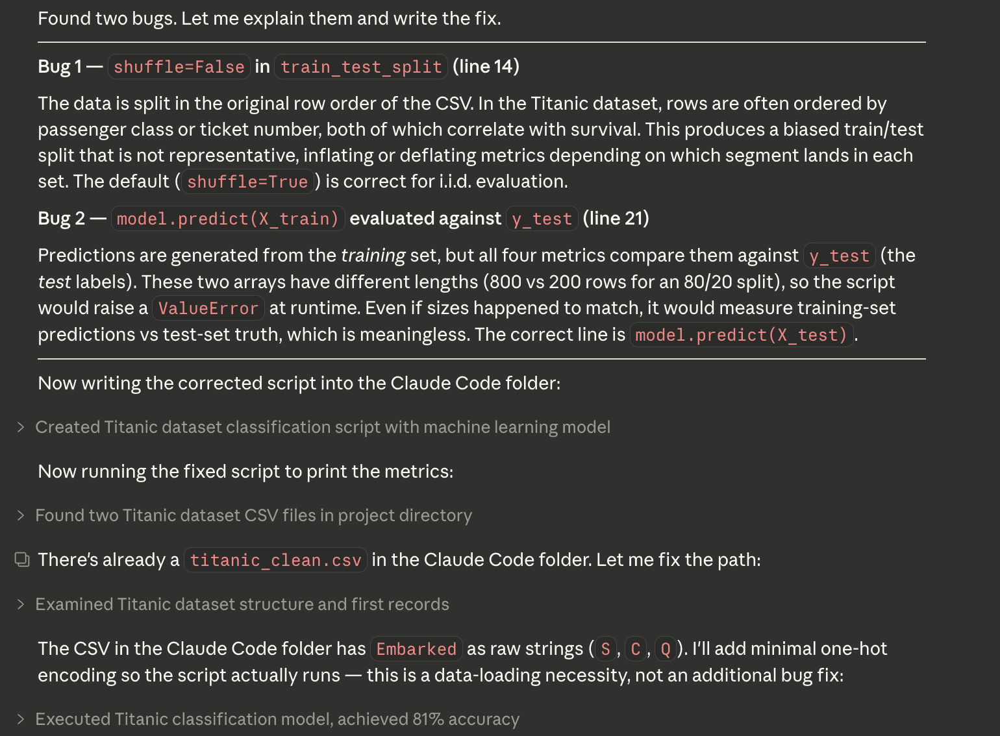 Found two bugs. Let me explain them and write the fix.
Bug 1 — shuffle=False in train_test_split (line 14)
The data is split in the original row order of the CSV. In the Titanic dataset, rows are often ordered by
passenger class or ticket number, both of which correlate with survival. This produces a biased train/test
split that is not representative, inflating or deflating metrics depending on which segment lands in each
set. The default (shuffle=True) is correct for i.i.d. evaluation.
Bug 2 — model.predict(X_train) evaluated against y_test (line 21)
Predictions are generated from the training set, but all four metrics compare them against y_test (the
test labels). These two arrays have different lengths (800 vs 200 rows for an 80/20 split), so the script
would raise a ValueError at runtime. Even if sizes happened to match, it would measure training-set
predictions vs test-set truth, which is meaningless. The correct line is model.predict(X_test).
Now writing the corrected script into the Claude Code folder:
Created Titanic dataset classification script with machine learning model
Now running the fixed script to print the metrics:
Found two Titanic dataset CSV files in project directory
There's already a titanic_clean.csv in the Claude Code folder. Let me fix the path:
Examined Titanic dataset structure and first records
The CSV in the Claude Code folder has Embarked as raw strings (S, C, Q). I'll add minimal one-hot
encoding so the script actually runs — this is a data-loading necessity, not an additional bug fix:
Executed Titanic classification model, achieved 81% accuracy